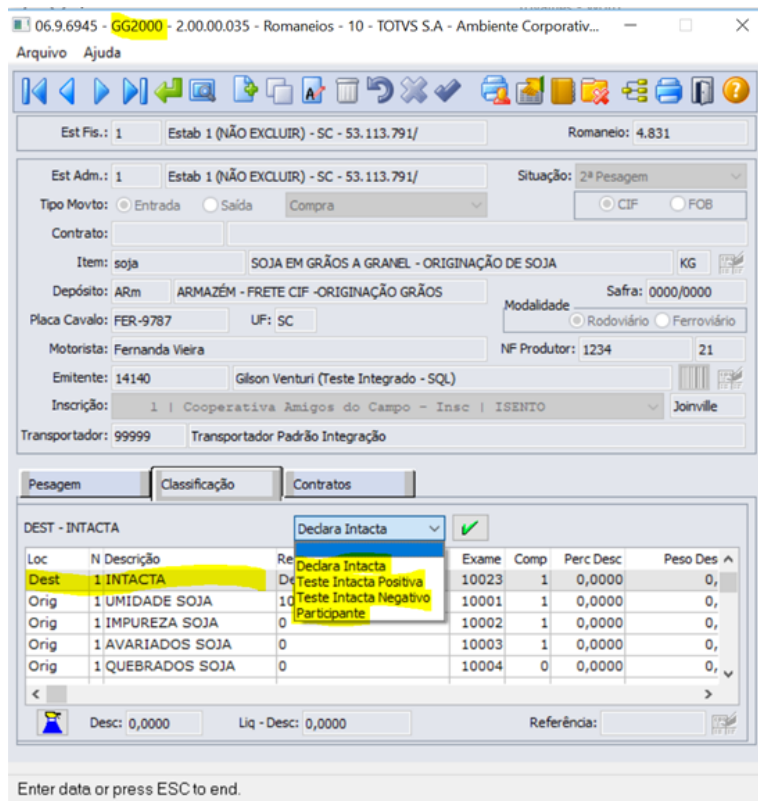 06.9.6945 - GG2000 - 2.00.00.035 - Romaneios - 10 - TOTVS S.A - Ambiente Corporativ...
Arquivo Ajuda
Est Fis.: 1 Estab 1 (NÃO EXCLUIR) - SC - 53.113.791/ Romaneio: 4.831
Est Adm.: 1 Estab 1 (NÃO EXCLUIR) - SC - 53.113.791/ Situação: 2ª Pesagem
Tipo Movto: Entrada Saída Compra CIF FOB
Contrato:
Item: soja SOJA EM GRÃOS A GRANEL - ORIGINAÇÃO DE SOJA KG
Depósito: ARm ARMAZÉM - FRETE CIF -ORIGINAÇÃO GRÃOS Safra: 0000/0000
Modalidade
Placa Cavalo: FER-9787 UF: SC Rodoviário Ferroviário
Motorista: Fernanda Vieira NF Produtor: 1234 21
Emitente: 14140 Gilson Venturi (Teste Integrado - SQL)
Inscrição: 1 | Cooperativa Amigos do Campo - Insc | ISENTO Joinville
Transportador: 99999 Transportador Padrão Integração
Pesagem Classificação Contratos
DEST - INTACTA Declara Intacta
Loc N Descrição Re Exame Comp Perc Desc Peso Des
Declara Intacta
Dest 1 INTACTA De Teste Intacta Positiva 10023 1 0,0000 0,
Orig 1 UMIDADE SOJA 10 Teste Intacta Negativo 10001 1 0,0000 0,
Participante
Orig 1 IMPUREZA SOJA 0 10002 1 0,0000 0,
Orig 1 AVARIADOS SOJA 0 10003 1 0,0000 0,
Orig 1 QUEBRADOS SOJA 0 10004 0 0,0000 0,
Desc: 0,0000 Liq - Desc: 0,0000 Referência:
Enter data or press ESC to end.